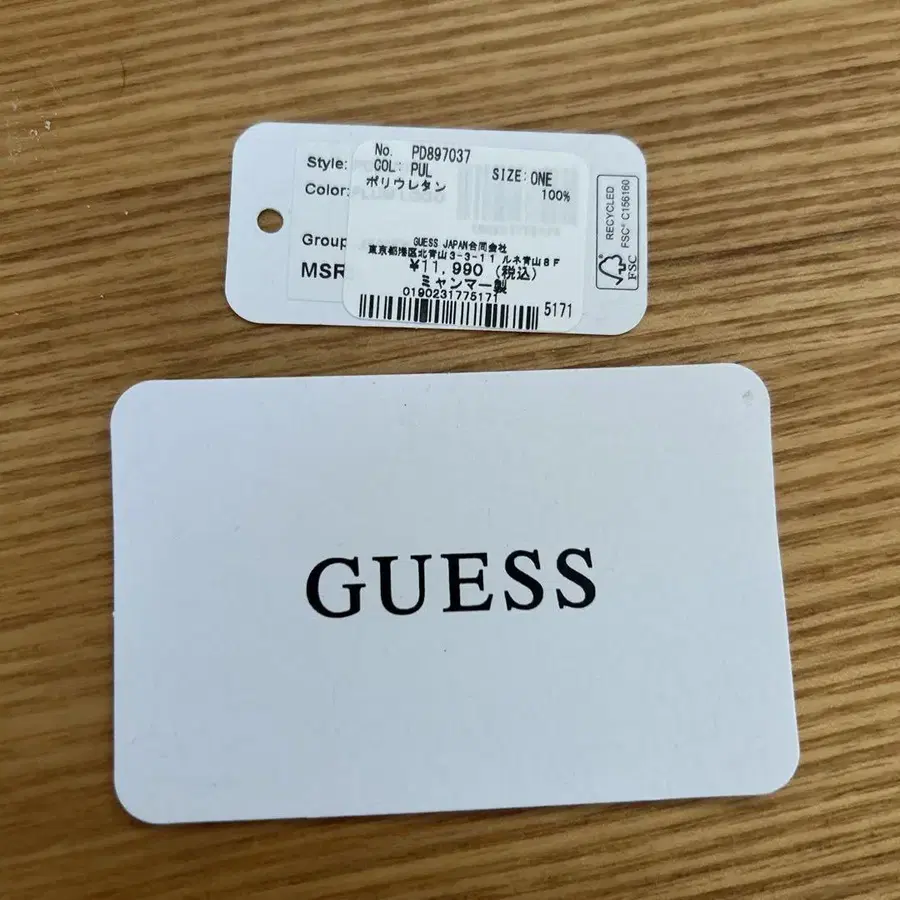 Style:
Color:
Group
MSR
No. PD897037
COL: PUL SIZE:ONE
ポリウレタン 100%
GUESS JAPAN合同会社
東京都港区北青山3-3-11 ルネ青山8F
¥11,990 (税込)
ミャンマー製
0190231775171
5171
RECYCLED
FSC® C156160
FSC
GUESS